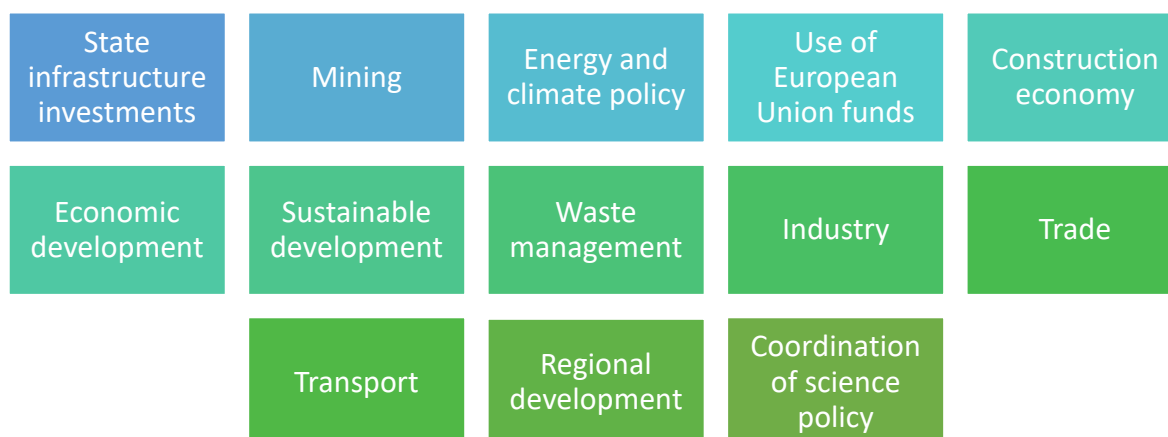 State
infrastructure
investments
Mining
Energy and
climate policy
Use of
European
Union funds
Construction
economy
Economic
development
Sustainable
development
Waste
management
Industry
Trade
Transport
Regional
development
Coordination
of science
policy